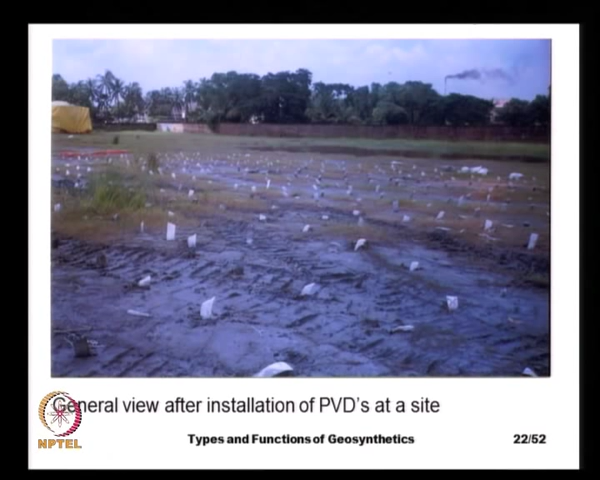 General view after installation of PVD's at a site
NPTEL
Types and Functions of Geosynthetics
22/52